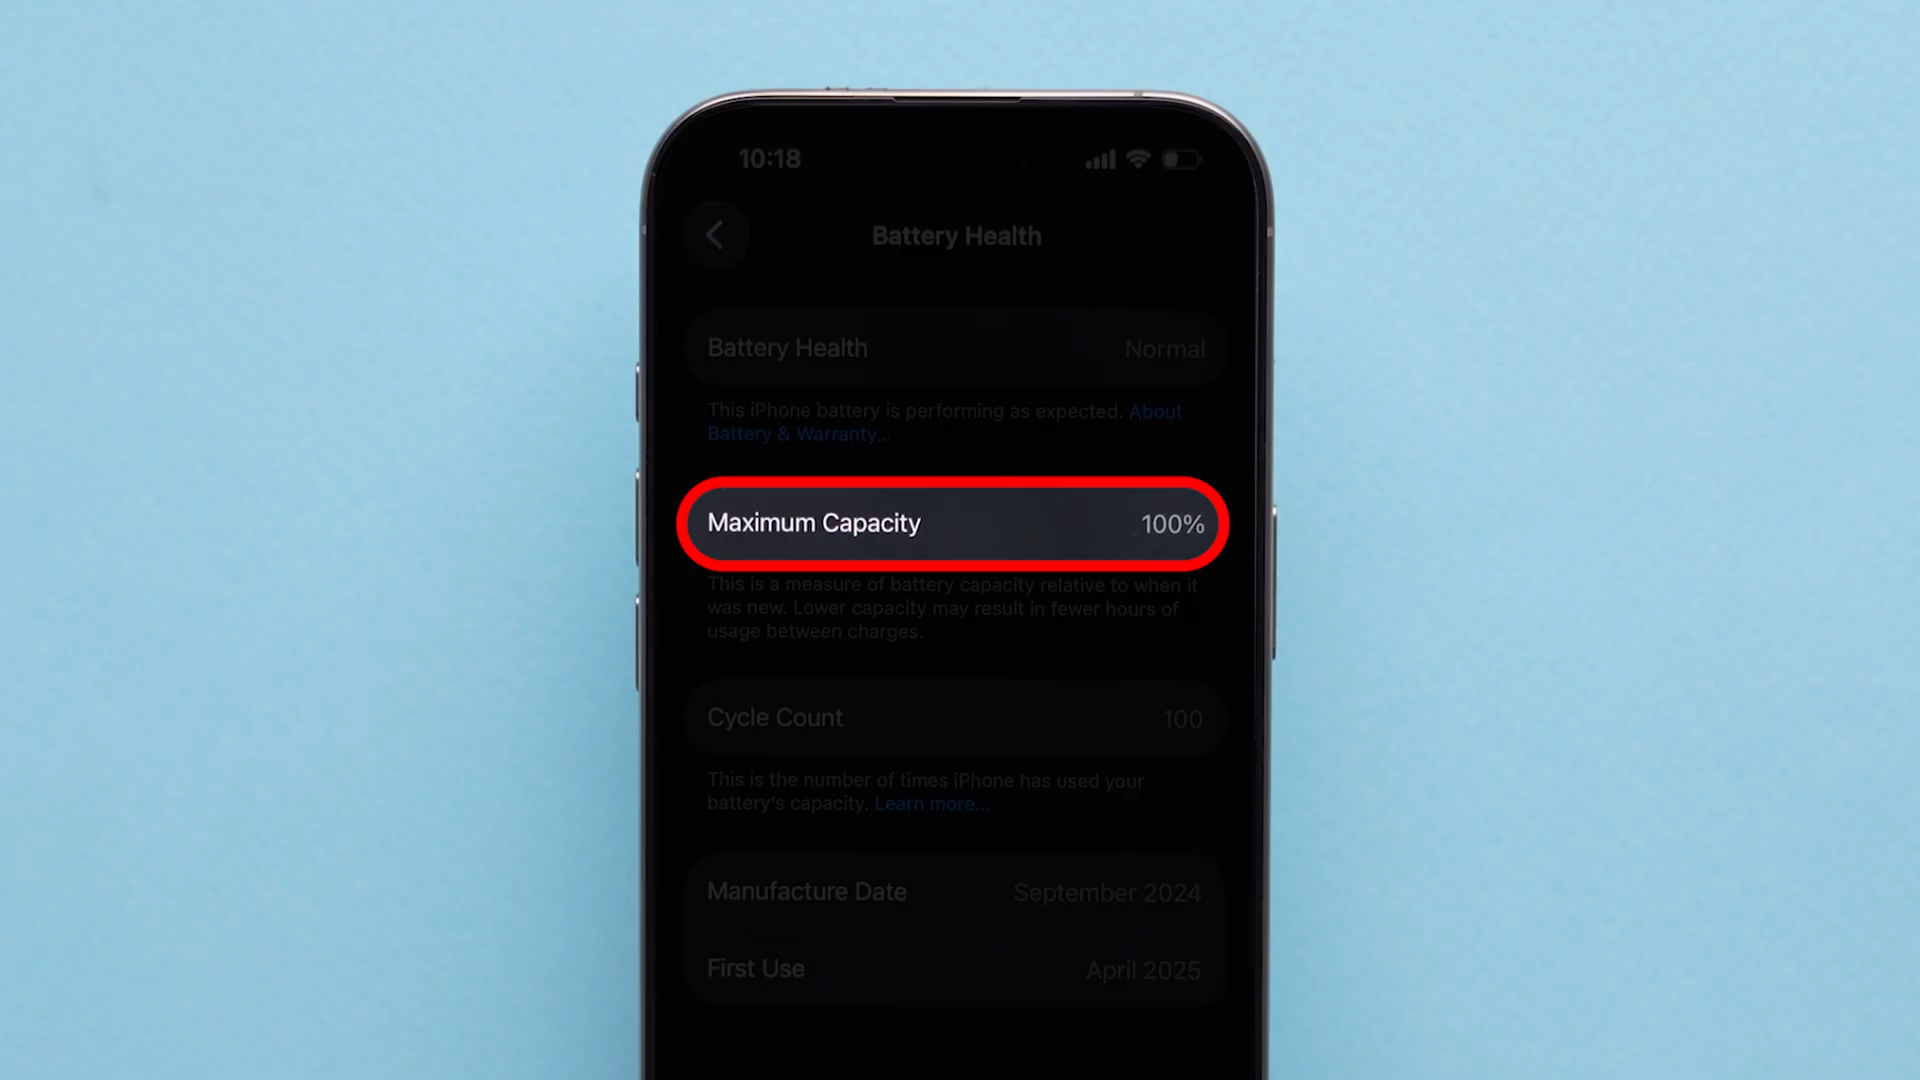 10:18
Battery Health
Battery Health Normal
This iPhone battery is performing as expected. About
Battery & Warranty...
Maximum Capacity 100%
This is a measure of battery capacity relative to when it
was new. Lower capacity may result in fewer hours of
usage between charges.
Cycle Count 100
This is the number of times iPhone has used your
battery's capacity. Learn more...
Manufacture Date September 2024
First Use April 2025